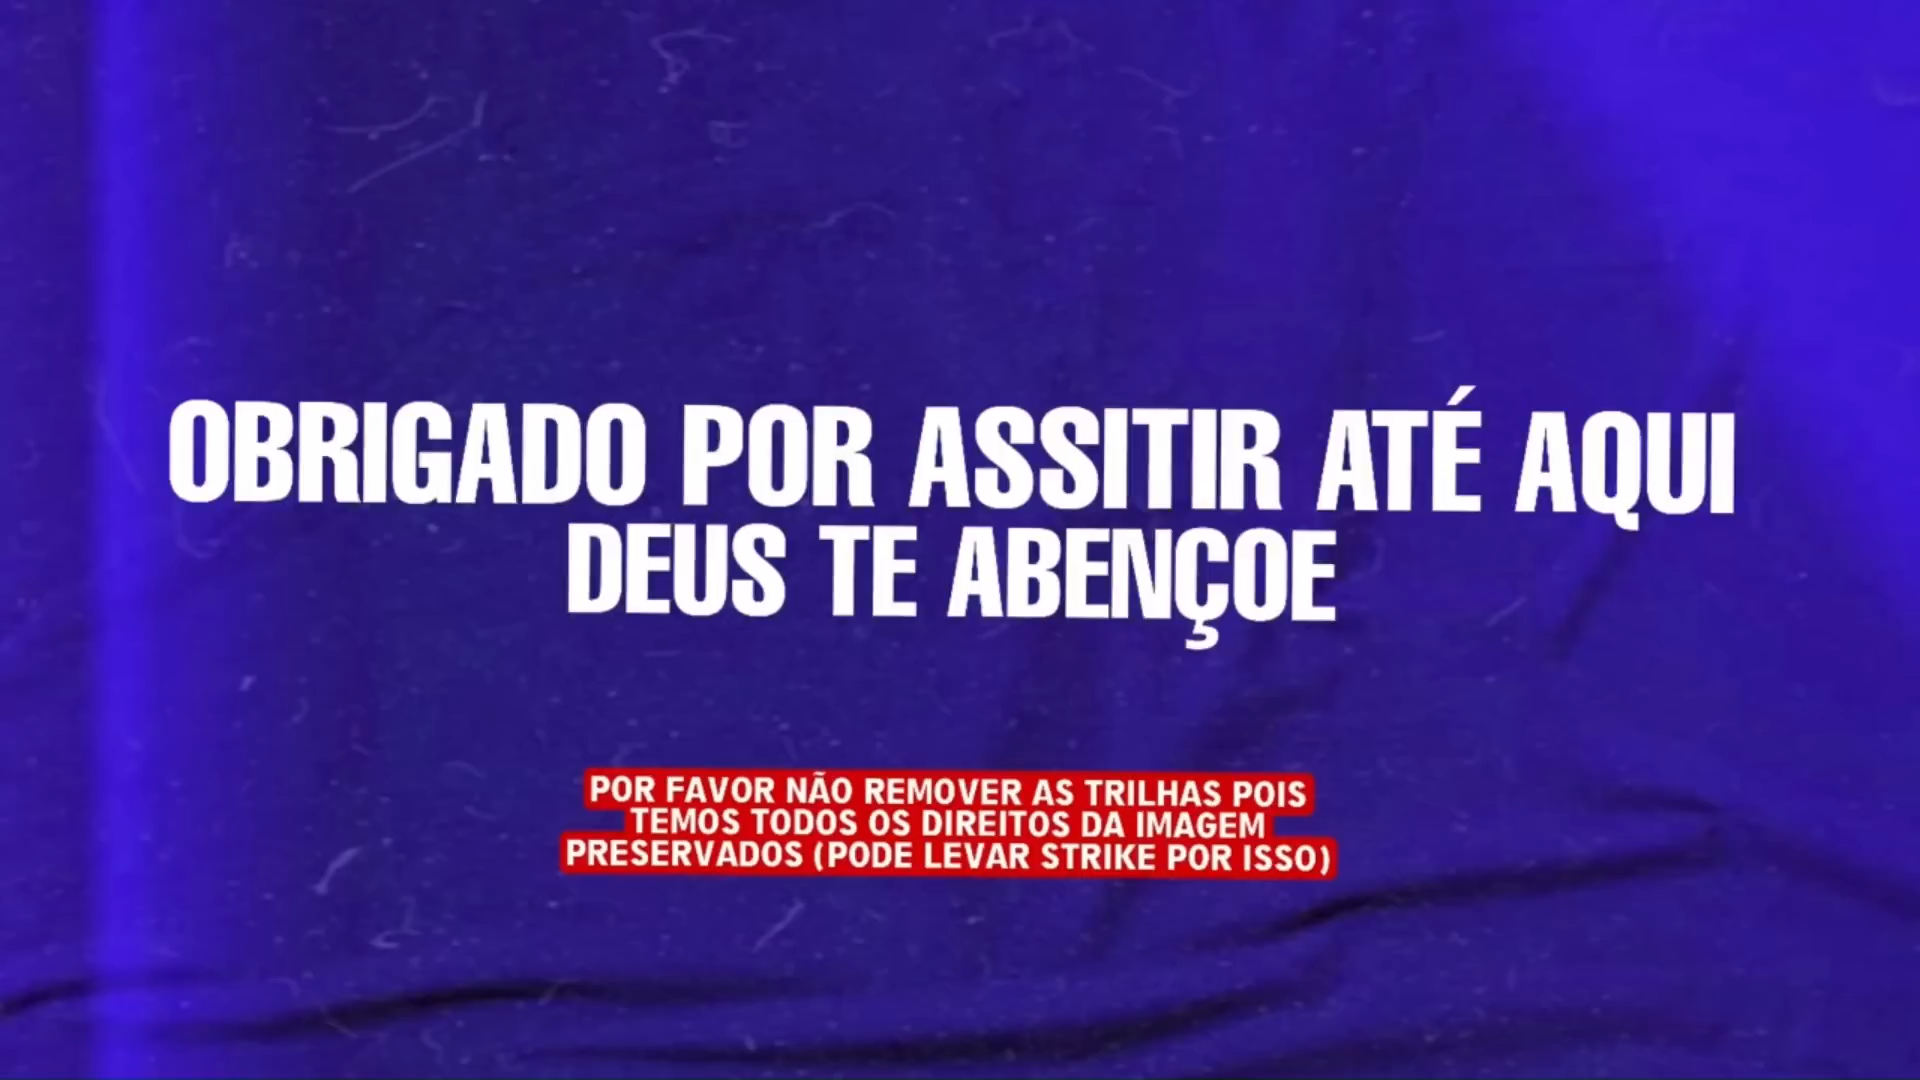 OBRIGADO POR ASSITIR ATÉ AQUI
DEUS TE ABENÇOE
POR FAVOR NÃO REMOVER AS TRILHAS POIS
TEMOS TODOS OS DIREITOS DA IMAGEM
PRESERVADOS (PODE LEVAR STRIKE POR ISSO)